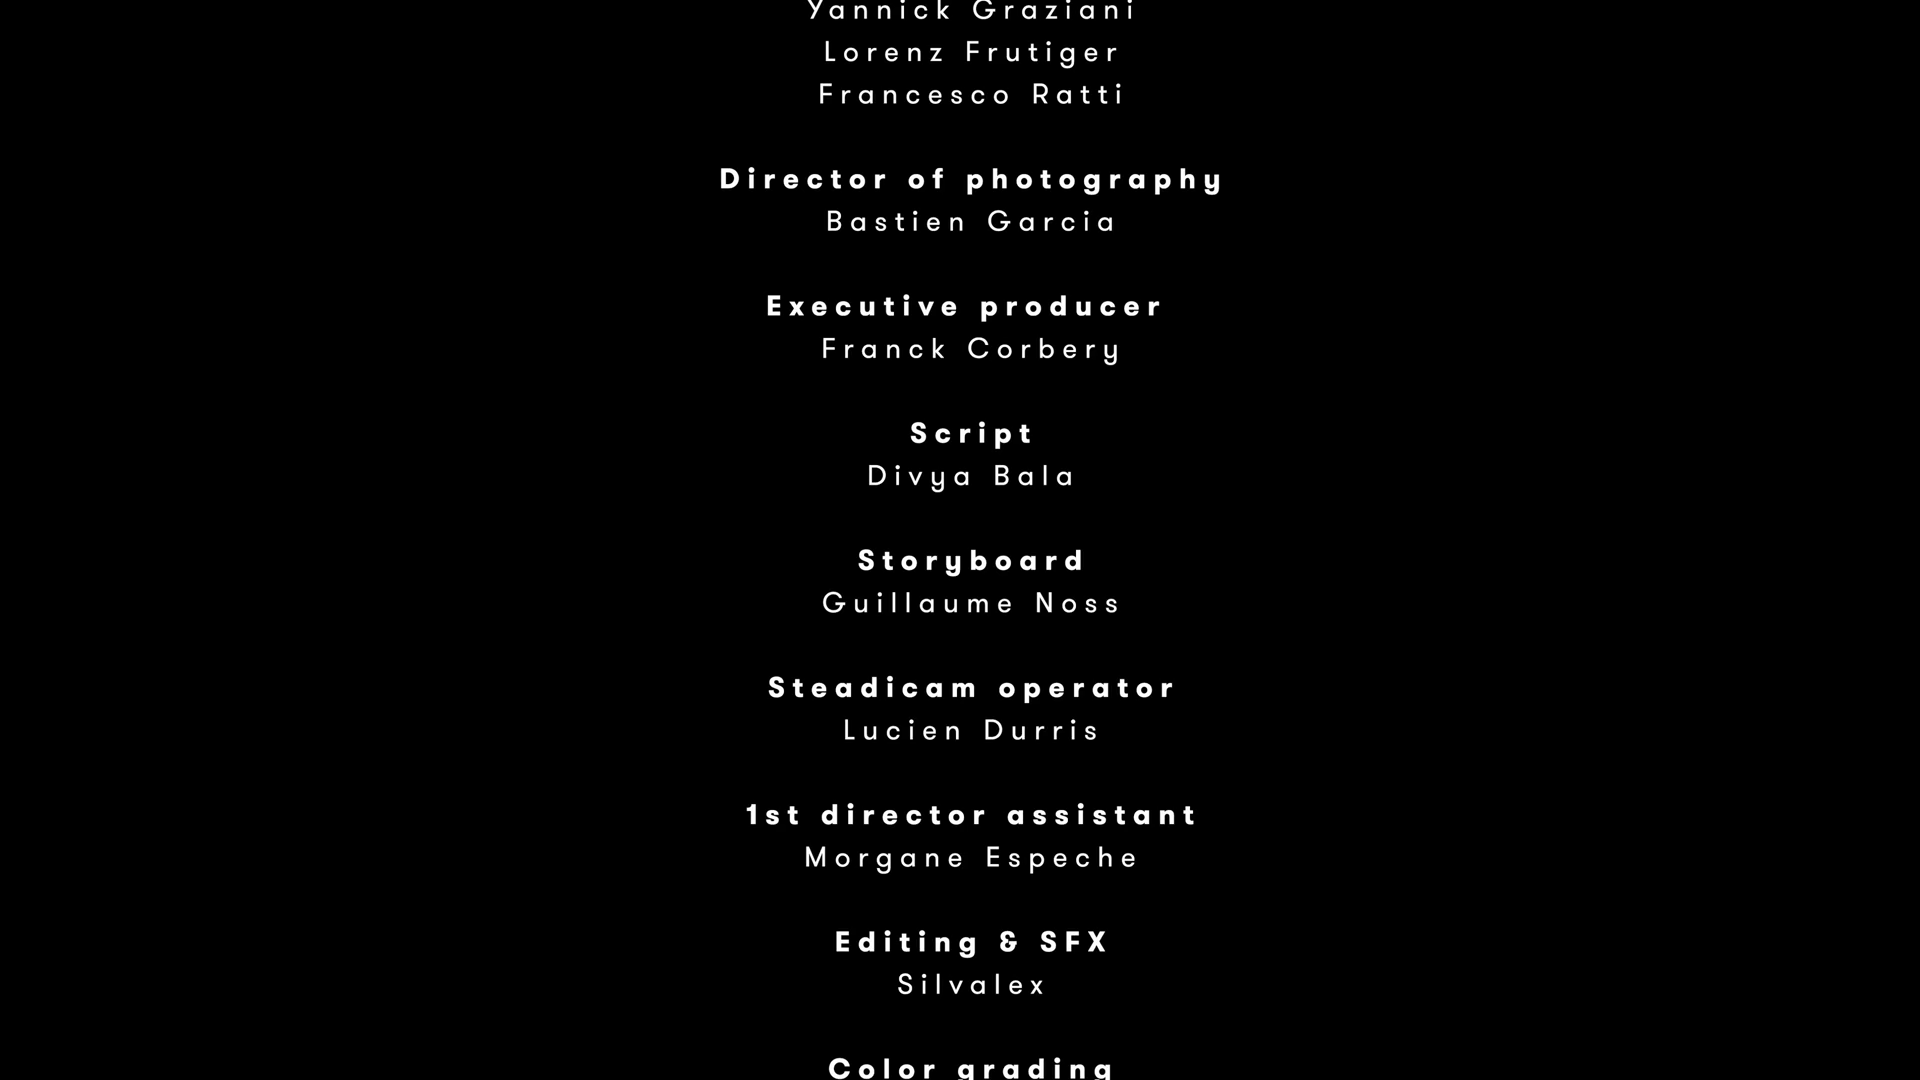 Yannick Graziani
Lorenz Frutiger
Francesco Ratti
Director of photography
Bastien Garcia
Executive producer
Franck Corbery
Script
Divya Bala
Storyboard
Guillaume Noss
Steadicam operator
Lucien Durris
1st director assistant
Morgane Espeche
Editing & SFX
Silvalex
Color grading